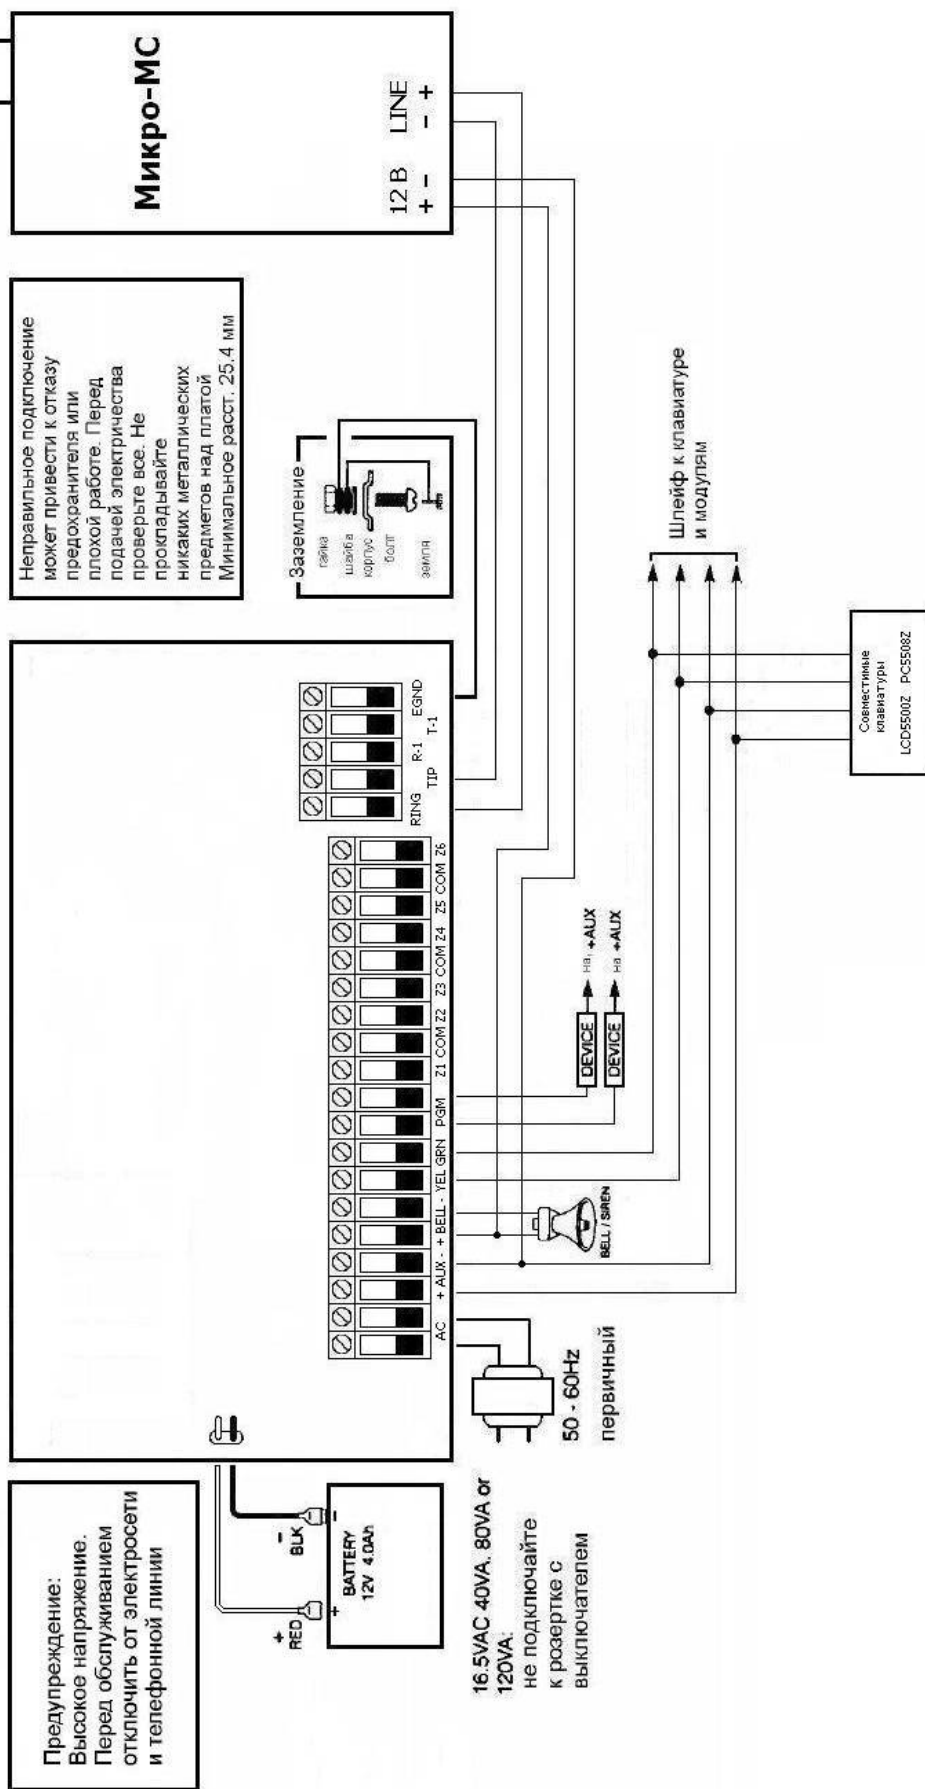 Предупреждение:
Высокое напряжение.
Перед обслуживанием
отключить от электросети
и телефонной линии
Неправильное подключение
может привести к отказу
предохранителя или
плохой работе. Перед
подачей электричества
проверьте все. Не
прокладывайте
никаких металлических
предметов над платой
Минимальное расст. 25.4 мм
Микро-МС
12 В LINE
+ - - +
Заземление
гайка
шайба
корпус
болт
земля
RING TIP R-1 T-1 EGND
AC + AUX - + BELL - YEL GRN PGM Z1 COM Z2 Z3 COM Z4 Z5 COM Z6
+
RED
-
BLK
+ -
BATTERY
12V 4.0Ah
16.5VAC 40VA. 80VA or
120VA:
не подключайте
к розертке с
выключателем
50 - 60Hz
первичный
BELL / SIREN
DEVICE на, +AUX
DEVICE на +AUX
Шлейф к клавиатуре
и модулям
Совместимые
клавиатуры
LCD5500Z PC5508Z